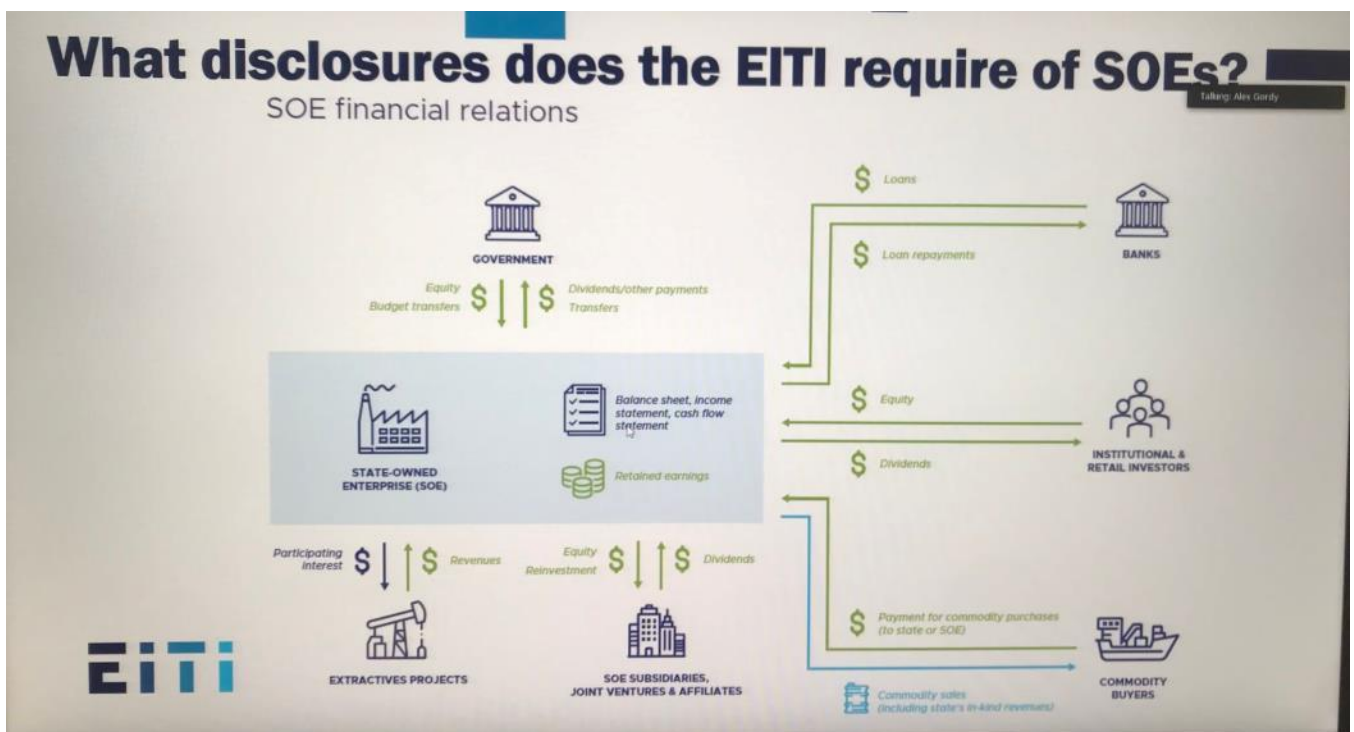 What disclosures does the EITI require of SOEs?
Talking: Alex Gordy
SOE financial relations
GOVERNMENT
Equity
Budget transfers
$
$
Dividends/other payments
Transfers
$ Loans
$ Loan repayments
BANKS
STATE-OWNED
ENTERPRISE (SOE)
Balance sheet, income
statement, cash flow
statement
Retained earnings
$ Equity
$ Dividends
INSTITUTIONAL &
RETAIL INVESTORS
Participating
interest
$
$ Revenues
EXTRACTIVES PROJECTS
Equity
Reinvestment
$
$ Dividends
SOE SUBSIDIARIES,
JOINT VENTURES & AFFILIATES
$ Payment for commodity purchases
(to state or SOE)
Commodity sales
(including state's in-kind revenues)
COMMODITY
BUYERS
EITI